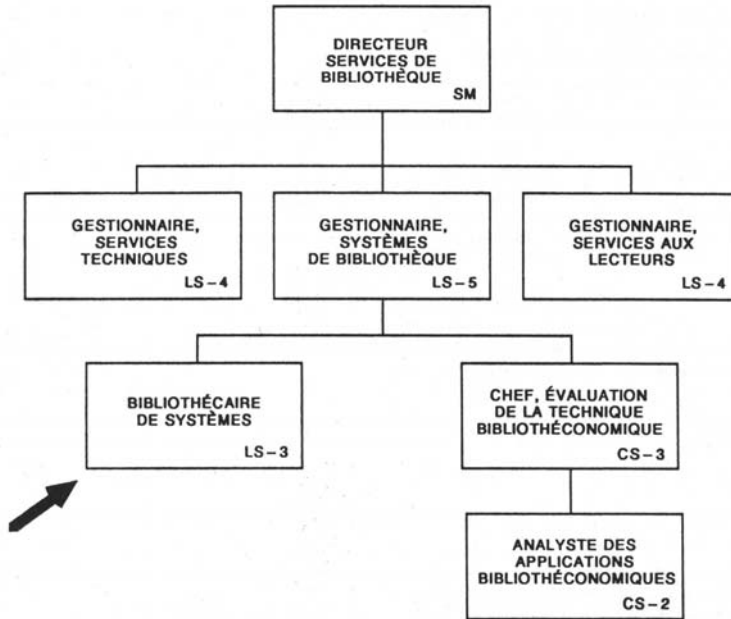 DIRECTEUR
SERVICES DE
BIBLIOTHÈQUE
SM
GESTIONNAIRE,
SERVICES
TECHNIQUES
LS-4
GESTIONNAIRE,
SYSTÈMES
DE BIBLIOTHÈQUE
LS-5
GESTIONNAIRE,
SERVICES AUX
LECTEURS
LS-4
BIBLIOTHÉCAIRE
DE SYSTÈMES
LS-3
CHEF, ÉVALUATION
DE LA TECHNIQUE
BIBLIOTHÉCONOMIQUE
CS-3
ANALYSTE DES
APPLICATIONS
BIBLIOTHÉCONOMIQUES
CS-2